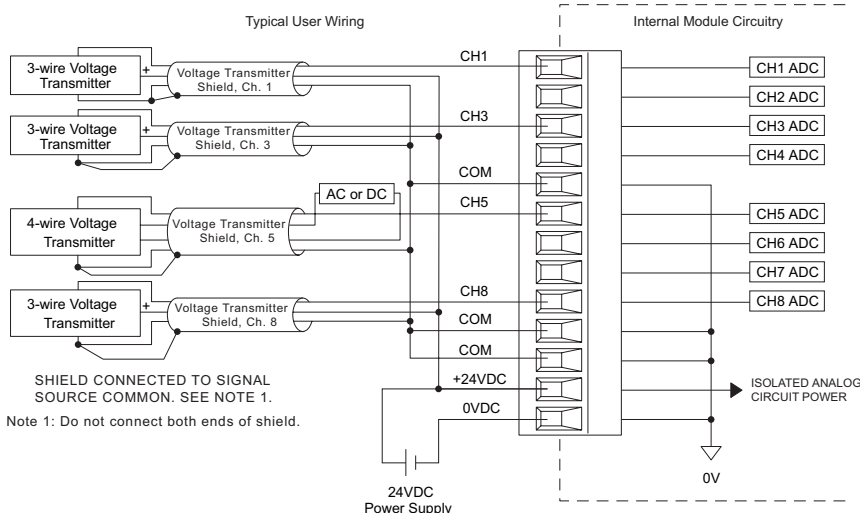 Typical User Wiring
Internal Module Circuitry
3-wire Voltage
Transmitter
+
Voltage Transmitter
Shield, Ch. 1
CH1
CH1 ADC
CH2 ADC
3-wire Voltage
Transmitter
+
Voltage Transmitter
Shield, Ch. 3
CH3
CH3 ADC
CH4 ADC
COM
AC or DC
4-wire Voltage
Transmitter
Voltage Transmitter
Shield, Ch. 5
CH5
CH5 ADC
CH6 ADC
CH7 ADC
3-wire Voltage
Transmitter
+
Voltage Transmitter
Shield, Ch. 8
CH8
CH8 ADC
COM
COM
+24VDC
0VDC
ISOLATED ANALOG
CIRCUIT POWER
SHIELD CONNECTED TO SIGNAL
SOURCE COMMON. SEE NOTE 1.
Note 1: Do not connect both ends of shield.
24VDC
Power Supply
0V